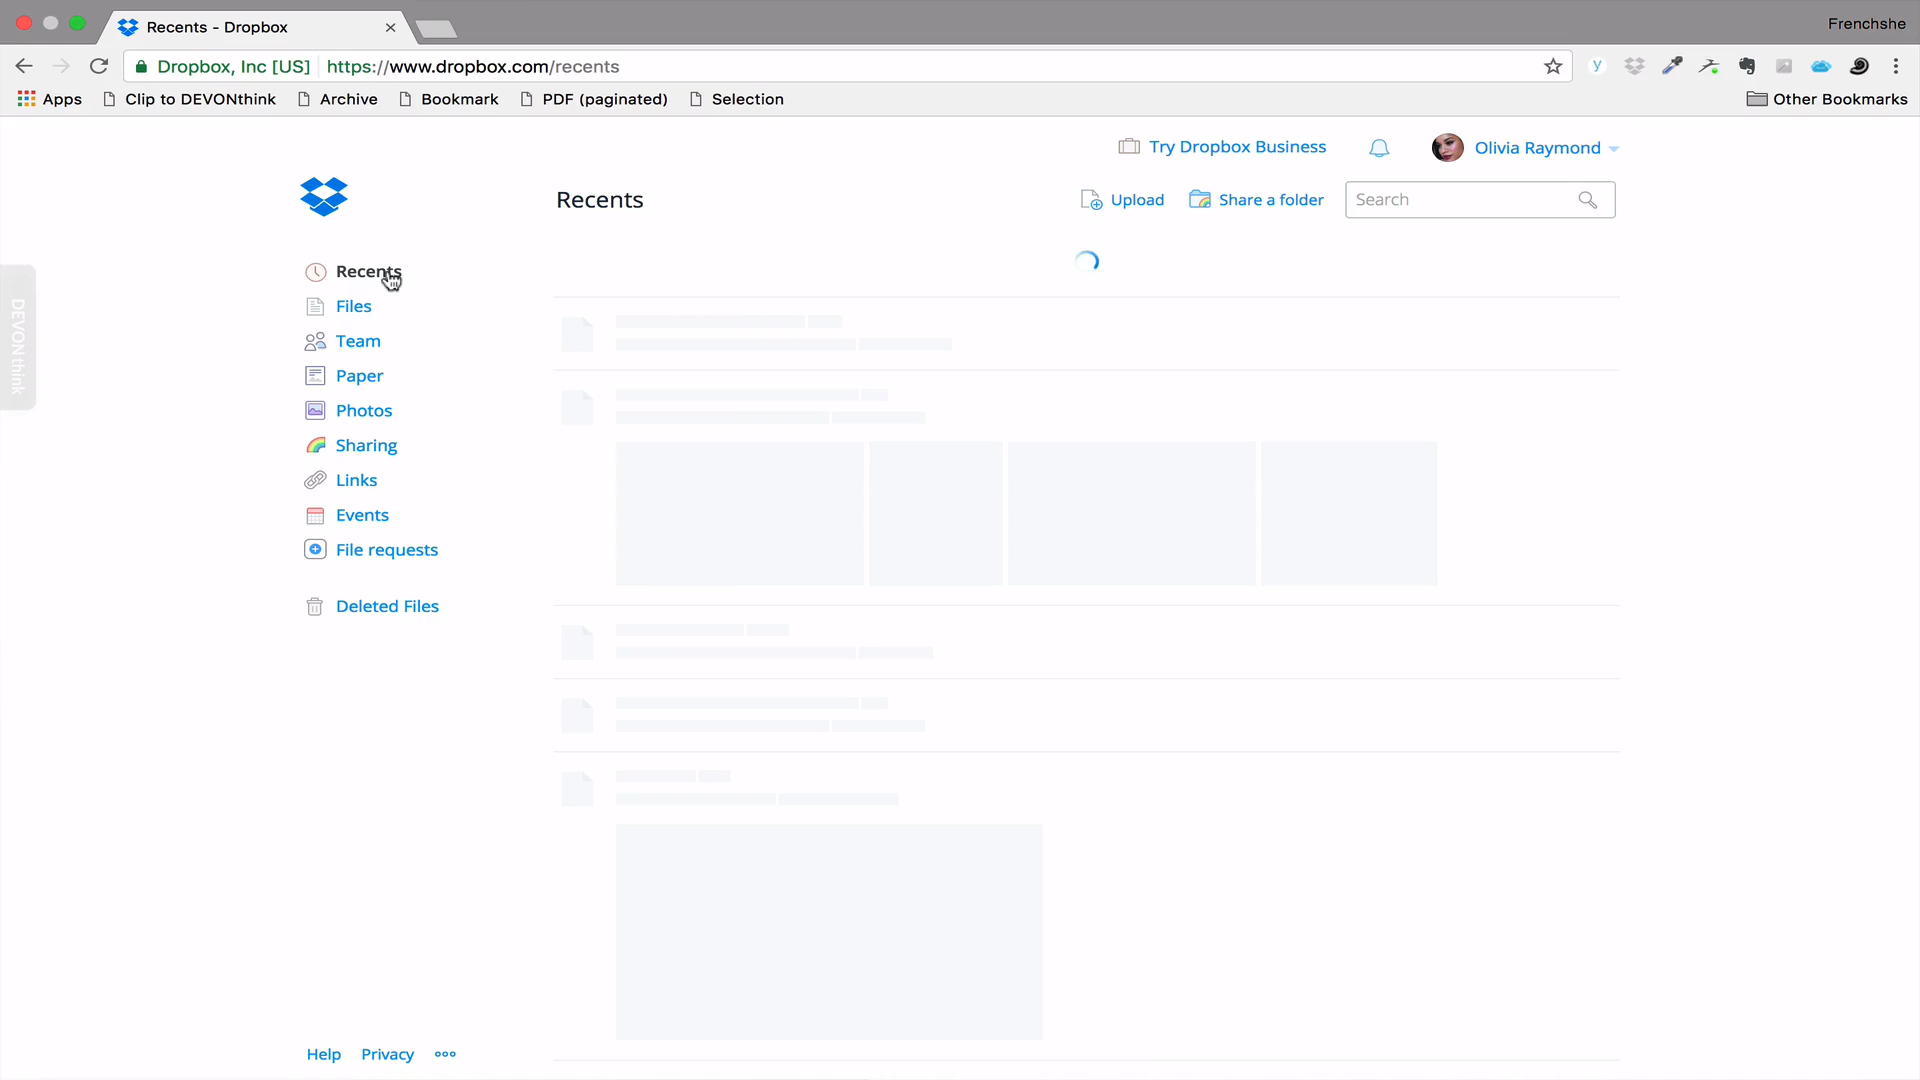 Recents - Dropbox
Frenchshe
Dropbox, Inc [US] https://www.dropbox.com/recents
y
Apps Clip to DEVONthink Archive Bookmark PDF (paginated) Selection Other Bookmarks
Try Dropbox Business Olivia Raymond
Recents Upload Share a folder Search
DEVONthink
Recents
Files
Team
Paper
Photos
Sharing
Links
Events
File requests
Deleted Files
Help Privacy